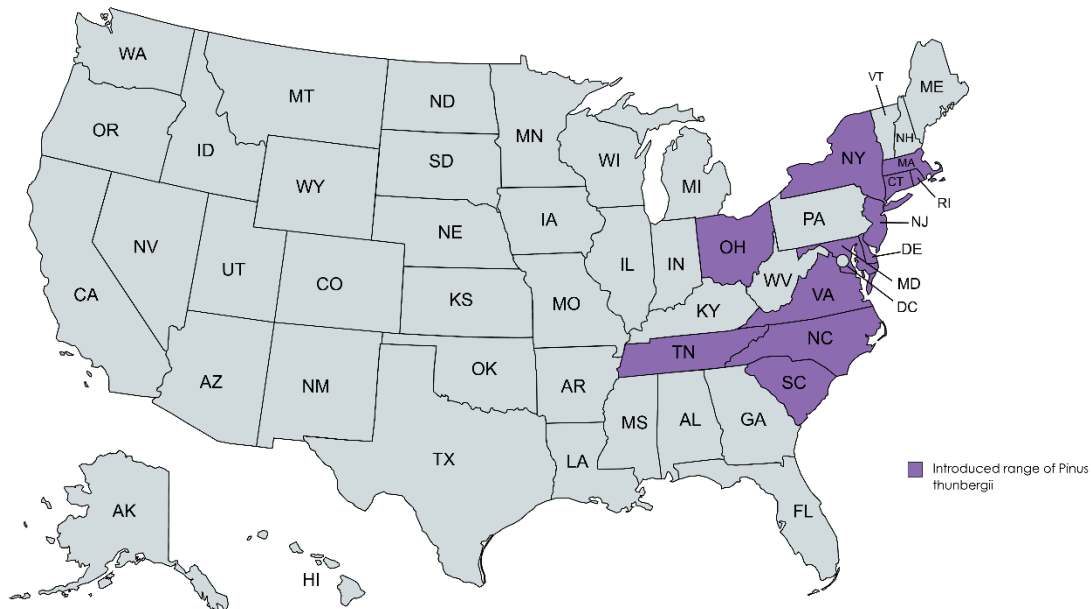 WA
MT
ND
MN
VT
ME
OR
ID
SD
WI
NH
NY
MA
WY
MI
CT
RI
IA
PA
NJ
NE
NV
OH
DE
IL
IN
UT
CO
WV
MD
CA
KS
MO
VA
DC
KY
TN
NC
OK
AZ
NM
AR
SC
MS
AL
GA
TX
LA
Introduced range of Pinus
thunbergii
FL
AK
HI